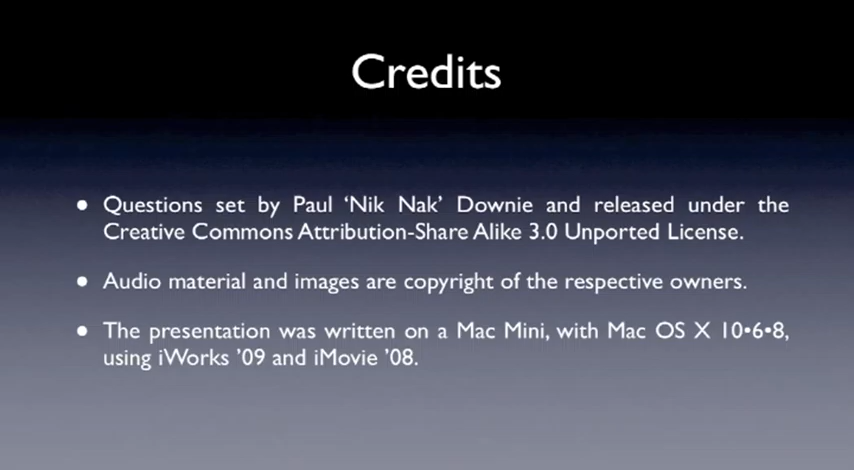 Credits
• Questions set by Paul ‘Nik Nak’ Downie and released under the
Creative Commons Attribution-Share Alike 3.0 Unported License.
• Audio material and images are copyright of the respective owners.
• The presentation was written on a Mac Mini, with Mac OS X 10•6•8,
using iWorks ’09 and iMovie ’08.